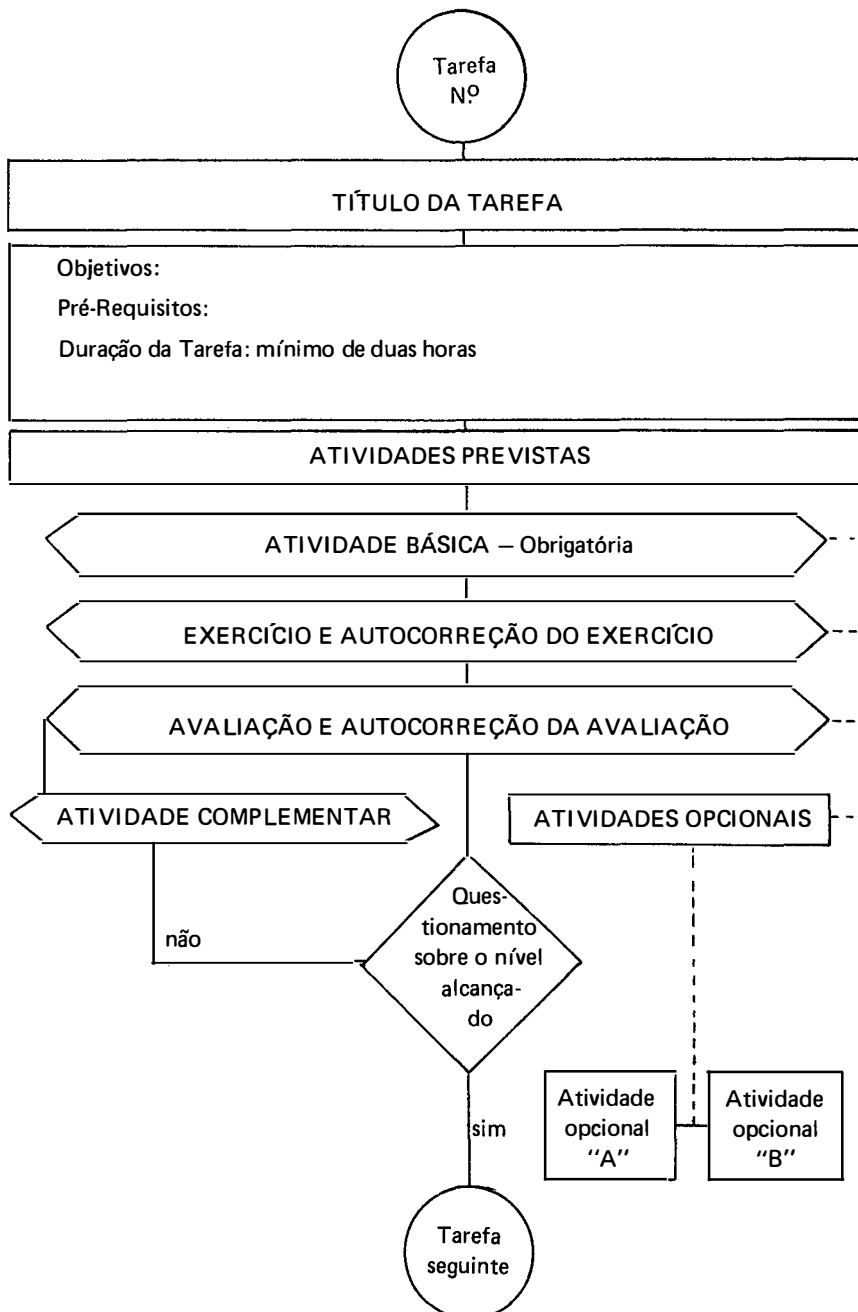 Tarefa
N.º
TÍTULO DA TAREFA
Objetivos:
Pré-Requisitos:
Duração da Tarefa: mínimo de duas horas
ATIVIDADES PREVISTAS
ATIVIDADE BÁSICA — Obrigatória
EXERCÍCIO E AUTOCORREÇÃO DO EXERCÍCIO
AVALIAÇÃO E AUTOCORREÇÃO DA AVALIAÇÃO
ATIVIDADE COMPLEMENTAR
ATIVIDADES OPCIONAIS
Ques-
tionamento
sobre o nível
alcança-
do
não
sim
Atividade
opcional
"A"
Atividade
opcional
"B"
Tarefa
seguinte